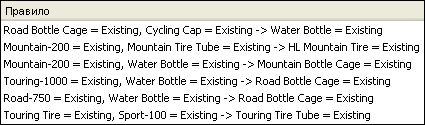 Правило
Road Bottle Cage = Existing, Cycling Cap = Existing -> Water Bottle = Existing
Mountain-200 = Existing, Mountain Tire Tube = Existing -> HL Mountain Tire = Existing
Mountain-200 = Existing, Water Bottle = Existing -> Mountain Bottle Cage = Existing
Touring-1000 = Existing, Water Bottle = Existing -> Road Bottle Cage = Existing
Road-750 = Existing, Water Bottle = Existing -> Road Bottle Cage = Existing
Touring Tire = Existing, Sport-100 = Existing -> Touring Tire Tube = Existing